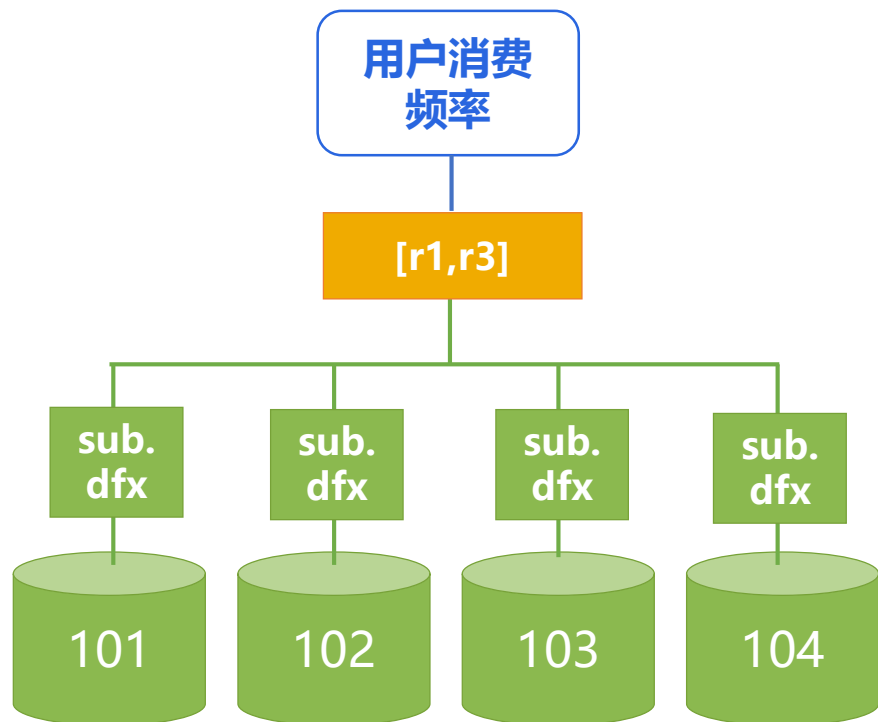 用户消费
频率
[r1,r3]
sub.
dfx
sub.
dfx
sub.
dfx
sub.
dfx
101
102
103
104